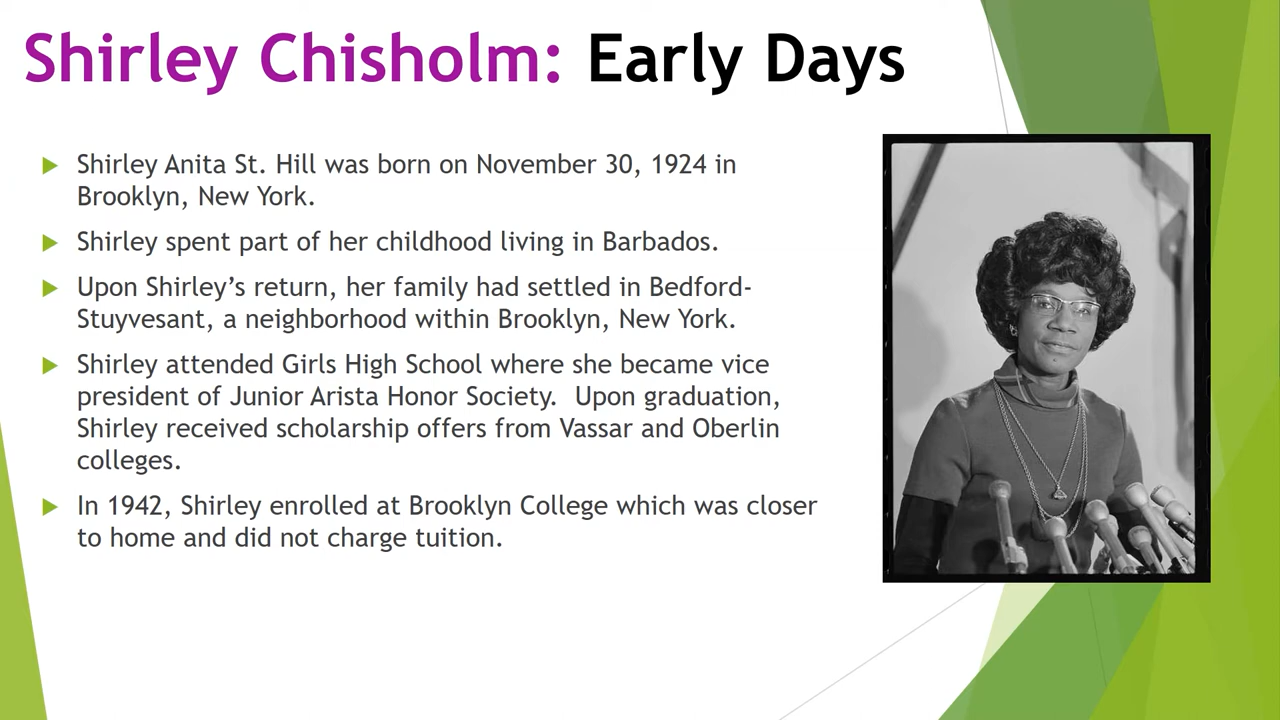 Shirley Chisholm: Early Days
Shirley Anita St. Hill was born on November 30, 1924 in
Brooklyn, New York.
Shirley spent part of her childhood living in Barbados.
Upon Shirley’s return, her family had settled in Bedford-
Stuyvesant, a neighborhood within Brooklyn, New York.
Shirley attended Girls High School where she became vice
president of Junior Arista Honor Society.  Upon graduation,
Shirley received scholarship offers from Vassar and Oberlin
colleges.
In 1942, Shirley enrolled at Brooklyn College which was closer
to home and did not charge tuition.